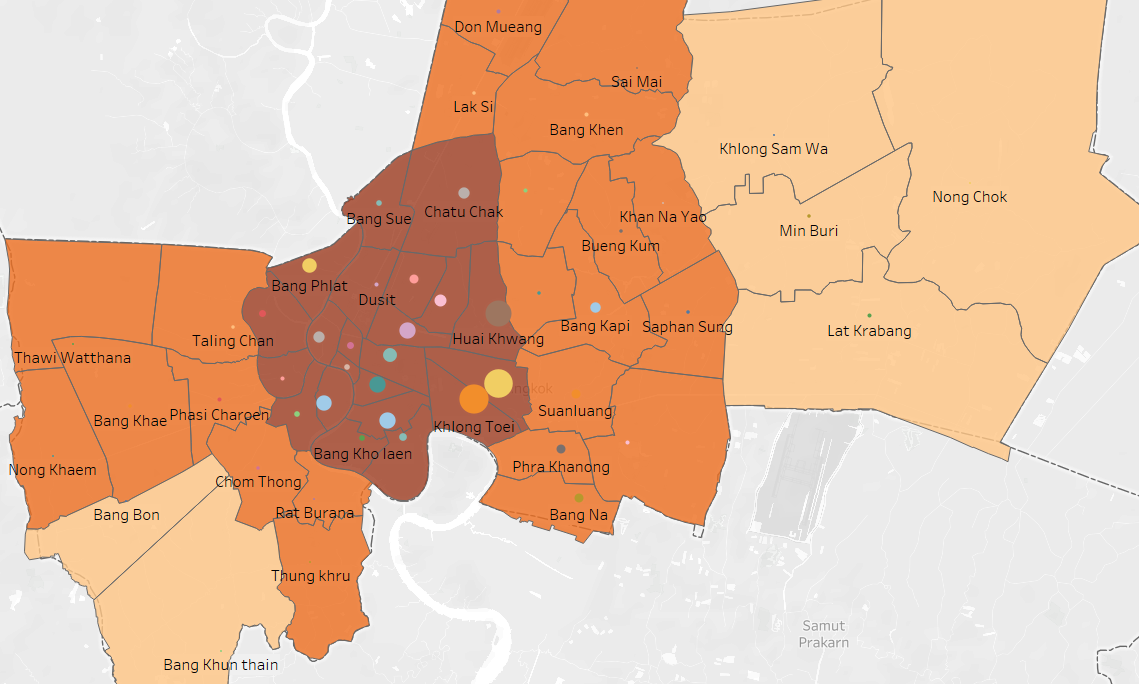 Don Mueang
Sai Mai
Lak Si
Bang Khen
Khlong Sam Wa
Nong Chok
Bang Sue
Chatu Chak
Khan Na Yao
Min Buri
Bueng Kum
Bang Phlat
Dusit
Bang Kapi
Saphan Sung
Lat Krabang
Taling Chan
Huai Khwang
Thawi Watthana
Bang Khae
Phasi Charoen
Suanluang
Khlong Toei
Bang Kho laen
Phra Khanong
Nong Khaem
Chom Thong
Bang Bon
Rat Burana
Bang Na
Thung khru
Samut
Prakarn
Bang Khun thain